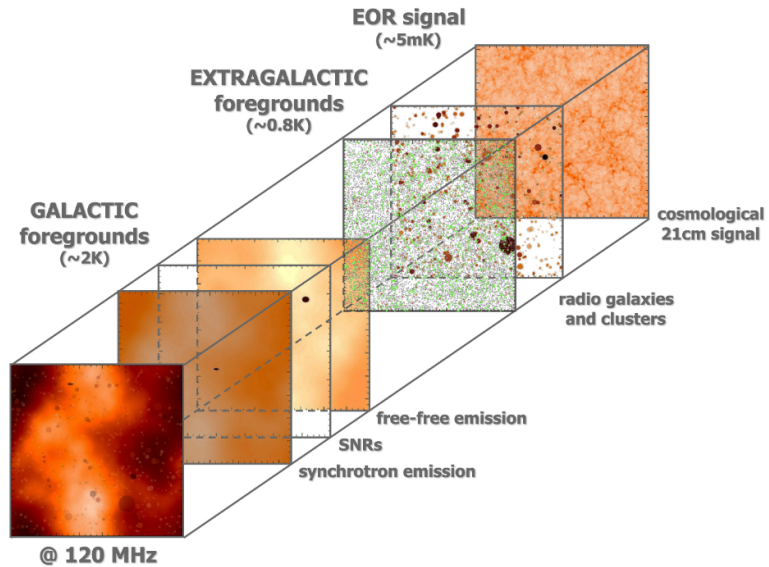 EOR signal
(~5mK)
EXTRAGALACTIC
foregrounds
(~0.8K)
GALACTIC
foregrounds
(~2K)
cosmological
21cm signal
radio galaxies
and clusters
free-free emission
SNRs
synchrotron emission
@ 120 MHz